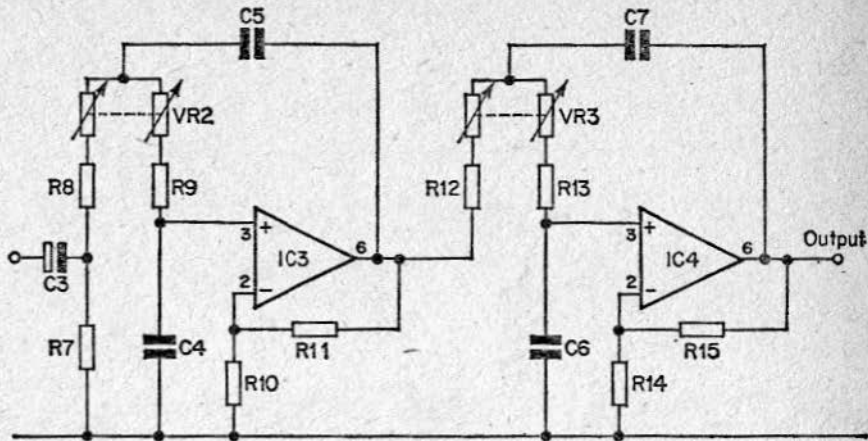 C5
C7
VR2
VR3
R8
R9
R12
R13
3
+
6
3
+
6
Output
IC3
IC4
C3
2
−
2
−
R7
C4
R11
C6
R15
R10
R14